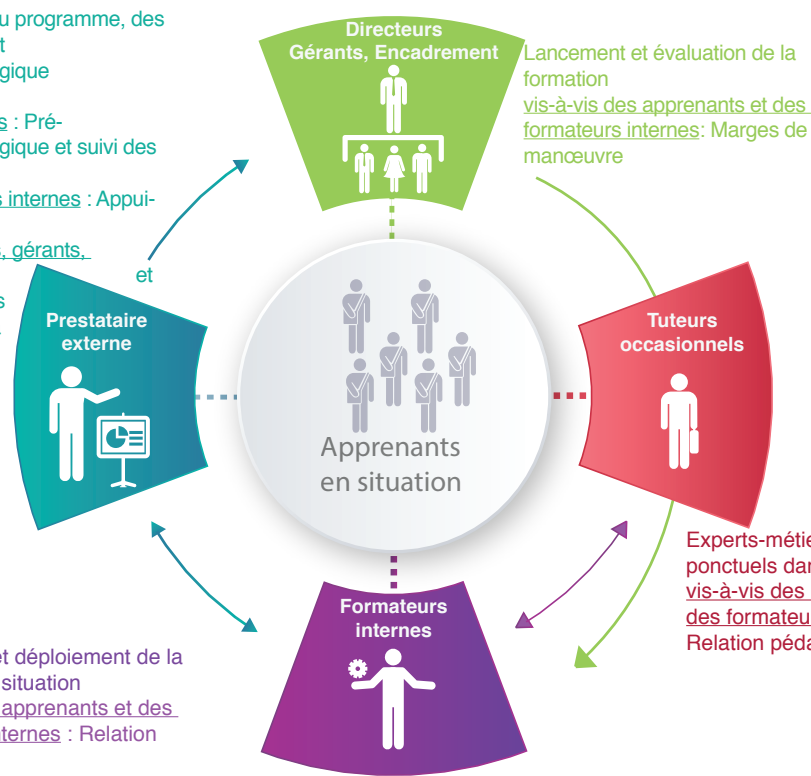 u programme, des
t
gique
s : Pré-
gique et suivi des
s internes : Appui-
s, gérants,
et
s
Directeurs
Gérants, Encadrement
Lancement et évaluation de la
formation
vis-à-vis des apprenants et des
formateurs internes: Marges de
manœuvre
Prestataire
externe
Tuteurs
occasionnels
Apprenants
en situation
Experts-métie
ponctuels dan
vis-à-vis des
des formateu
Relation péda
Formateurs
internes
et déploiement de la
situation
apprenants et des
nternes : Relation